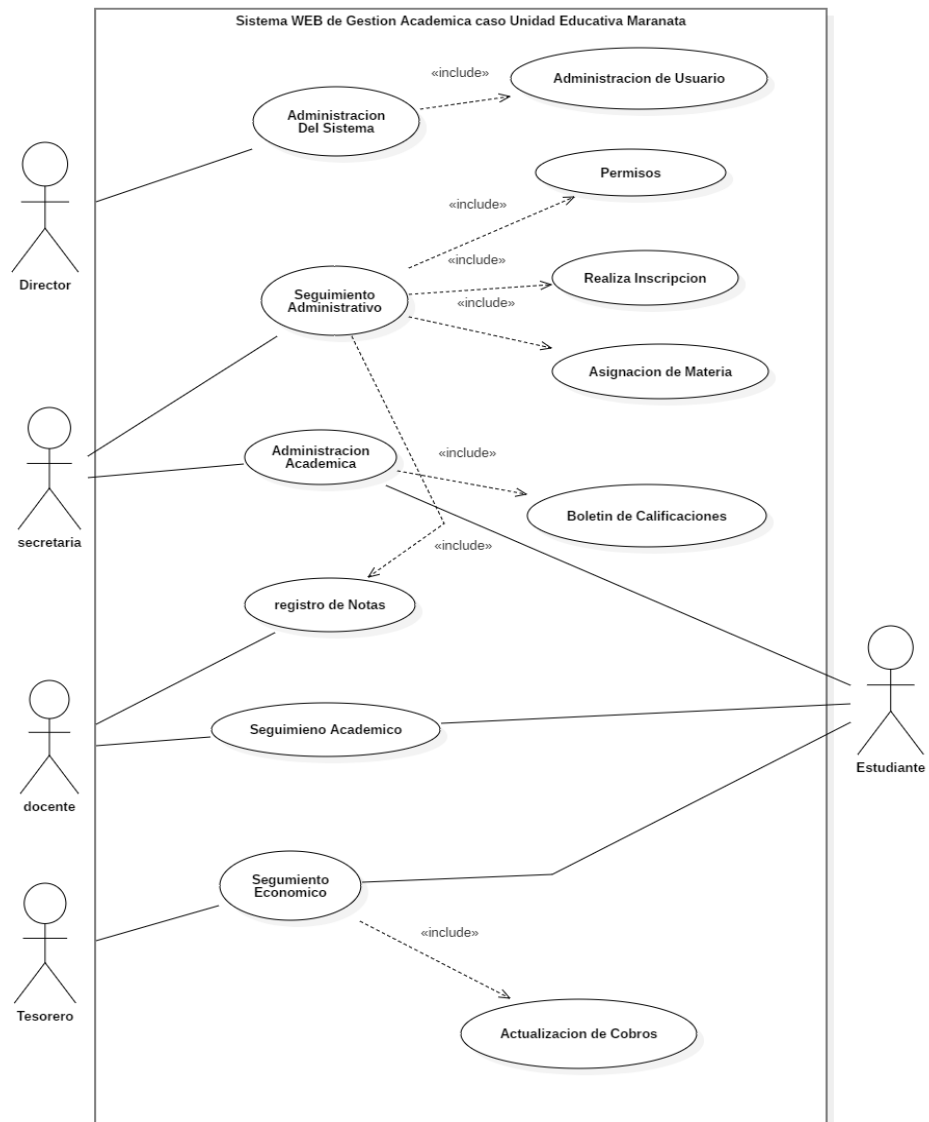 Sistema WEB de Gestion Academica caso Unidad Educativa Maranata
«include»
Administracion de Usuario
Administracion
Del Sistema
Permisos
«include»
Director
«include»
Realiza Inscripcion
Seguimiento
Administrativo
«include»
Asignacion de Materia
Administracion
Academica
«include»
Boletin de Calificaciones
secretaria
«include»
registro de Notas
Seguimieno Academico
Estudiante
docente
Segumiento
Economico
«include»
Tesorero
Actualizacion de Cobros